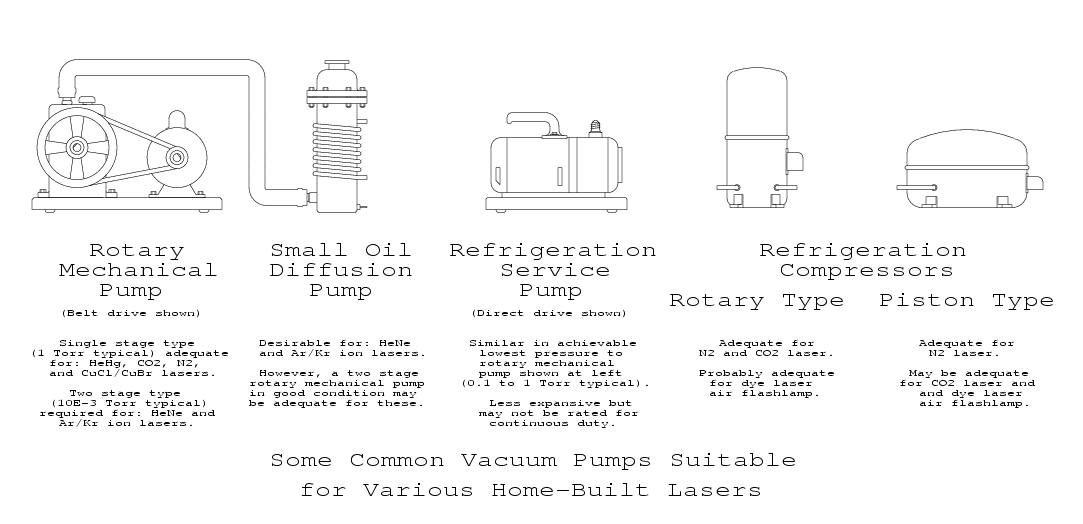 Rotary
Mechanical
Pump
(Belt drive shown)
Single stage type
(1 Torr typical) adequate
for: HeHg, CO2, N2,
and CuCl/CuBr lasers.
Two stage type
(10E-3 Torr typical)
required for: HeNe and
Ar/Kr ion lasers.
Small Oil
Diffusion
Pump
Desirable for: HeNe
and Ar/Kr ion lasers.
However, a two stage
rotary mechanical pump
in good condition may
be adequate for these.
Refrigeration
Service
Pump
(Direct drive shown)
Similar in achievable
lowest pressure to
rotary mechanical
pump shown at left
(0.1 to 1 Torr typical).
Less expensive but
may not be rated for
continuous duty.
Refrigeration
Compressors
Rotary Type
Adequate for
N2 and CO2 laser.
Probably adequate
for dye laser
air flashlamp.
Piston Type
Adequate for
N2 laser.
May be adequate
for CO2 laser and
and dye laser
air flashlamp.
Some Common Vacuum Pumps Suitable
for Various Home-Built Lasers